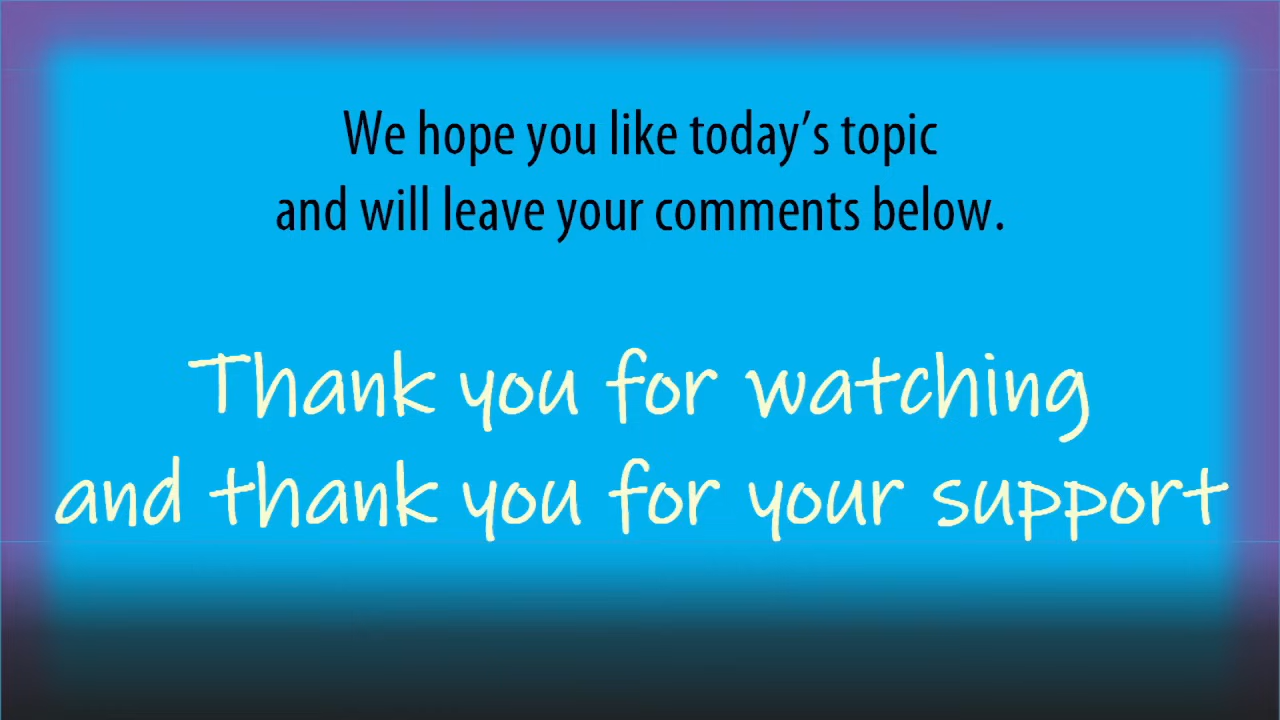 We hope you like today’s topic
and will leave your comments below.
Thank you for watching
and thank you for your support